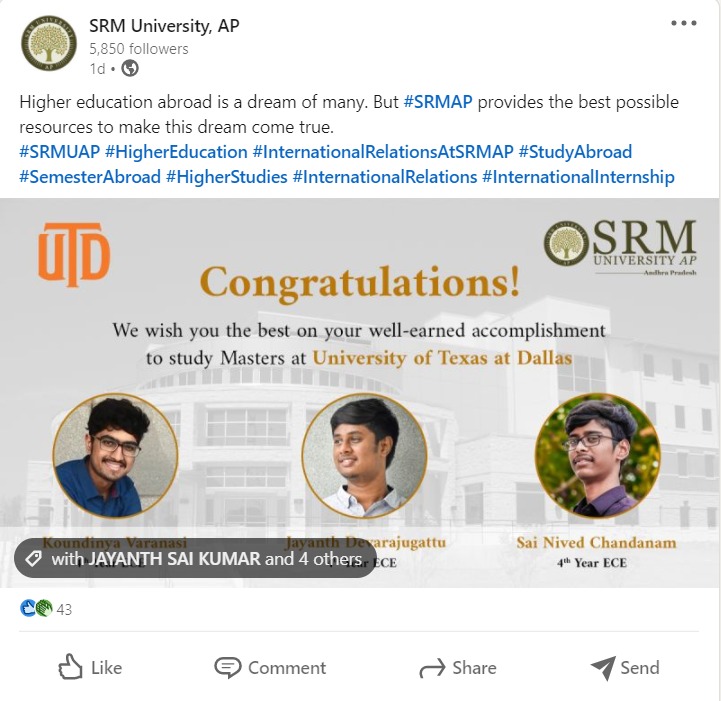 SRM University, AP
5,850 followers
1d •
Higher education abroad is a dream of many. But #SRMAP provides the best possible
resources to make this dream come true.
#SRMUAP #HigherEducation #InternationalRelationsAtSRMAP #StudyAbroad
#SemesterAbroad #HigherStudies #InternationalRelations #InternationalInternship
UTD
SRM
UNIVERSITY AP
Andhra Pradesh
Congratulations!
We wish you the best on your well-earned accomplishment
to study Masters at University of Texas at Dallas
Koundinya Varanasi
Jayanth Devarajugattu
Sai Nived Chandanam
with JAYANTH SAI KUMAR and 4 others
4th Year ECE
43
Like
Comment
Share
Send